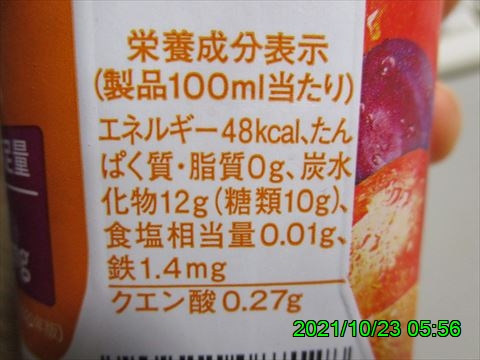 栄養成分表示
(製品100ml当たり)
エネルギー48kcal、たん
ぱく質・脂質0g、炭水
化物12g(糖類10g)、
食塩相当量0.01g、
鉄1.4mg
クエン酸0.27g
2021/10/23 05:56